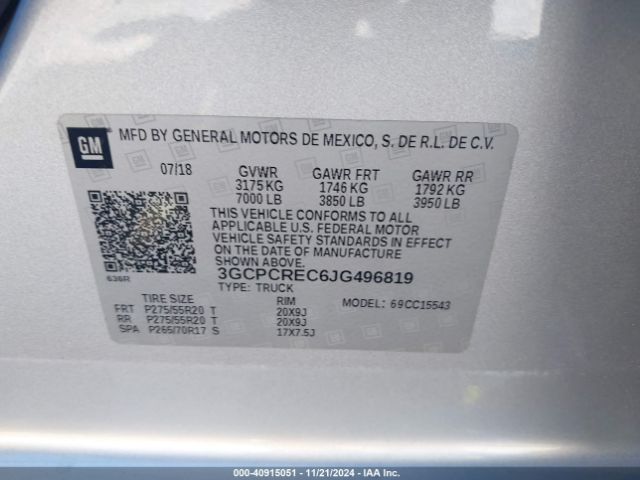 GM MFD BY GENERAL MOTORS DE MEXICO, S. DE R.L. DE C.V.
07/18 GVWR GAWR FRT GAWR RR
3175 KG 1746 KG 1792 KG
7000 LB 3850 LB 3950 LB
THIS VEHICLE CONFORMS TO ALL
APPLICABLE U.S. FEDERAL MOTOR
VEHICLE SAFETY STANDARDS IN EFFECT
ON THE DATE OF MANUFACTURE
SHOWN ABOVE.
3GCPCREC6JG496819
636R
TYPE: TRUCK
TIRE SIZE RIM MODEL: 69CC15543
FRT P275/55R20 T 20X9J
RR P275/55R20 T 20X9J
SPA P265/70R17 S 17X7.5J
000-40915051 - 11/21/2024 - IAA Inc.